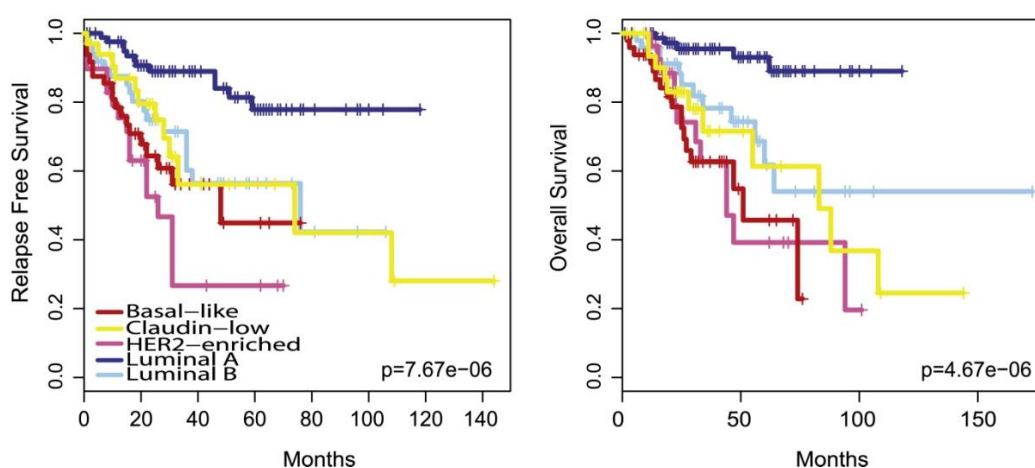 Relapse Free Survival
1.0
0.8
0.6
0.4
0.2
0.0
Basal-like
Claudin-low
HER2-enriched
Luminal A
Luminal B
p=7.67e-06
0 20 40 60 80 100 120 140
Months
Overall Survival
1.0
0.8
0.6
0.4
0.2
0.0
p=4.67e-06
0 50 100 150
Months